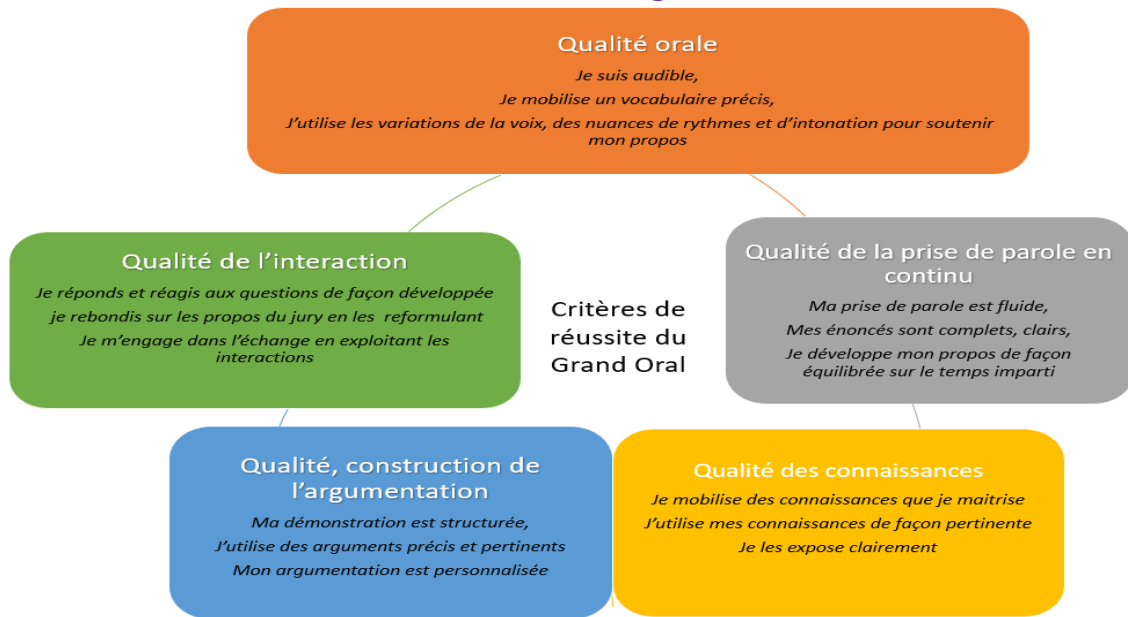 Qualité orale
Je suis audible,
Je mobilise un vocabulaire précis,
J’utilise les variations de la voix, des nuances de rythmes et d’intonation pour soutenir
mon propos
Qualité de l’interaction
Je réponds et réagis aux questions de façon développée
je rebondis sur les propos du jury en les reformulant
Je m’engage dans l’échange en exploitant les
interactions
Critères de
réussite du
Grand Oral
Qualité de la prise de parole en
continu
Ma prise de parole est fluide,
Mes énoncés sont complets, clairs,
Je développe mon propos de façon
équilibrée sur le temps imparti
Qualité, construction de
l’argumentation
Ma démonstration est structurée,
J’utilise des arguments précis et pertinents
Mon argumentation est personnalisée
Qualité des connaissances
Je mobilise des connaissances que je maitrise
J’utilise mes connaissances de façon pertinente
Je les expose clairement